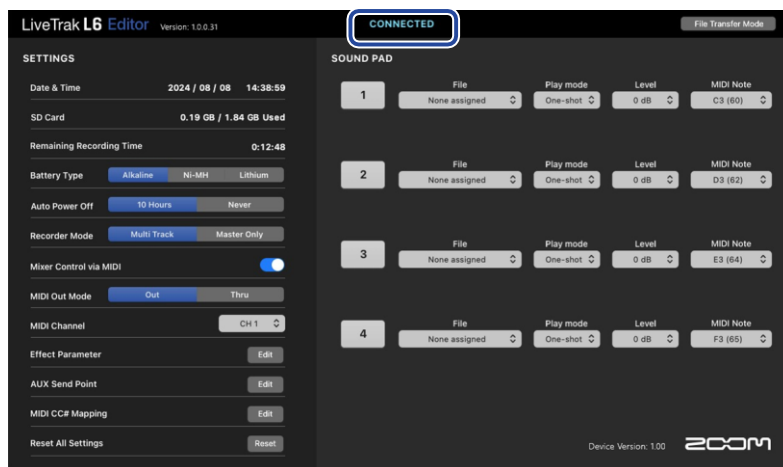 LiveTrak L6 Editor Version: 1.0.0.31
CONNECTED
File Transfer Mode
SETTINGS
Date & Time 2024 / 08 / 08 14:38:59
SD Card 0.19 GB / 1.84 GB Used
Remaining Recording Time 0:12:48
Battery Type Alkaline Ni-MH Lithium
Auto Power Off 10 Hours Never
Recorder Mode Multi Track Master Only
Mixer Control via MIDI
MIDI Out Mode Out Thru
MIDI Channel CH 1
Effect Parameter Edit
AUX Send Point Edit
MIDI CC# Mapping Edit
Reset All Settings Reset
SOUND PAD
File Play mode Level MIDI Note
1 None assigned One-shot 0 dB C3 (60)
File Play mode Level MIDI Note
2 None assigned One-shot 0 dB D3 (62)
File Play mode Level MIDI Note
3 None assigned One-shot 0 dB E3 (64)
File Play mode Level MIDI Note
4 None assigned One-shot 0 dB F3 (65)
Device Version: 1.00 ZOOM